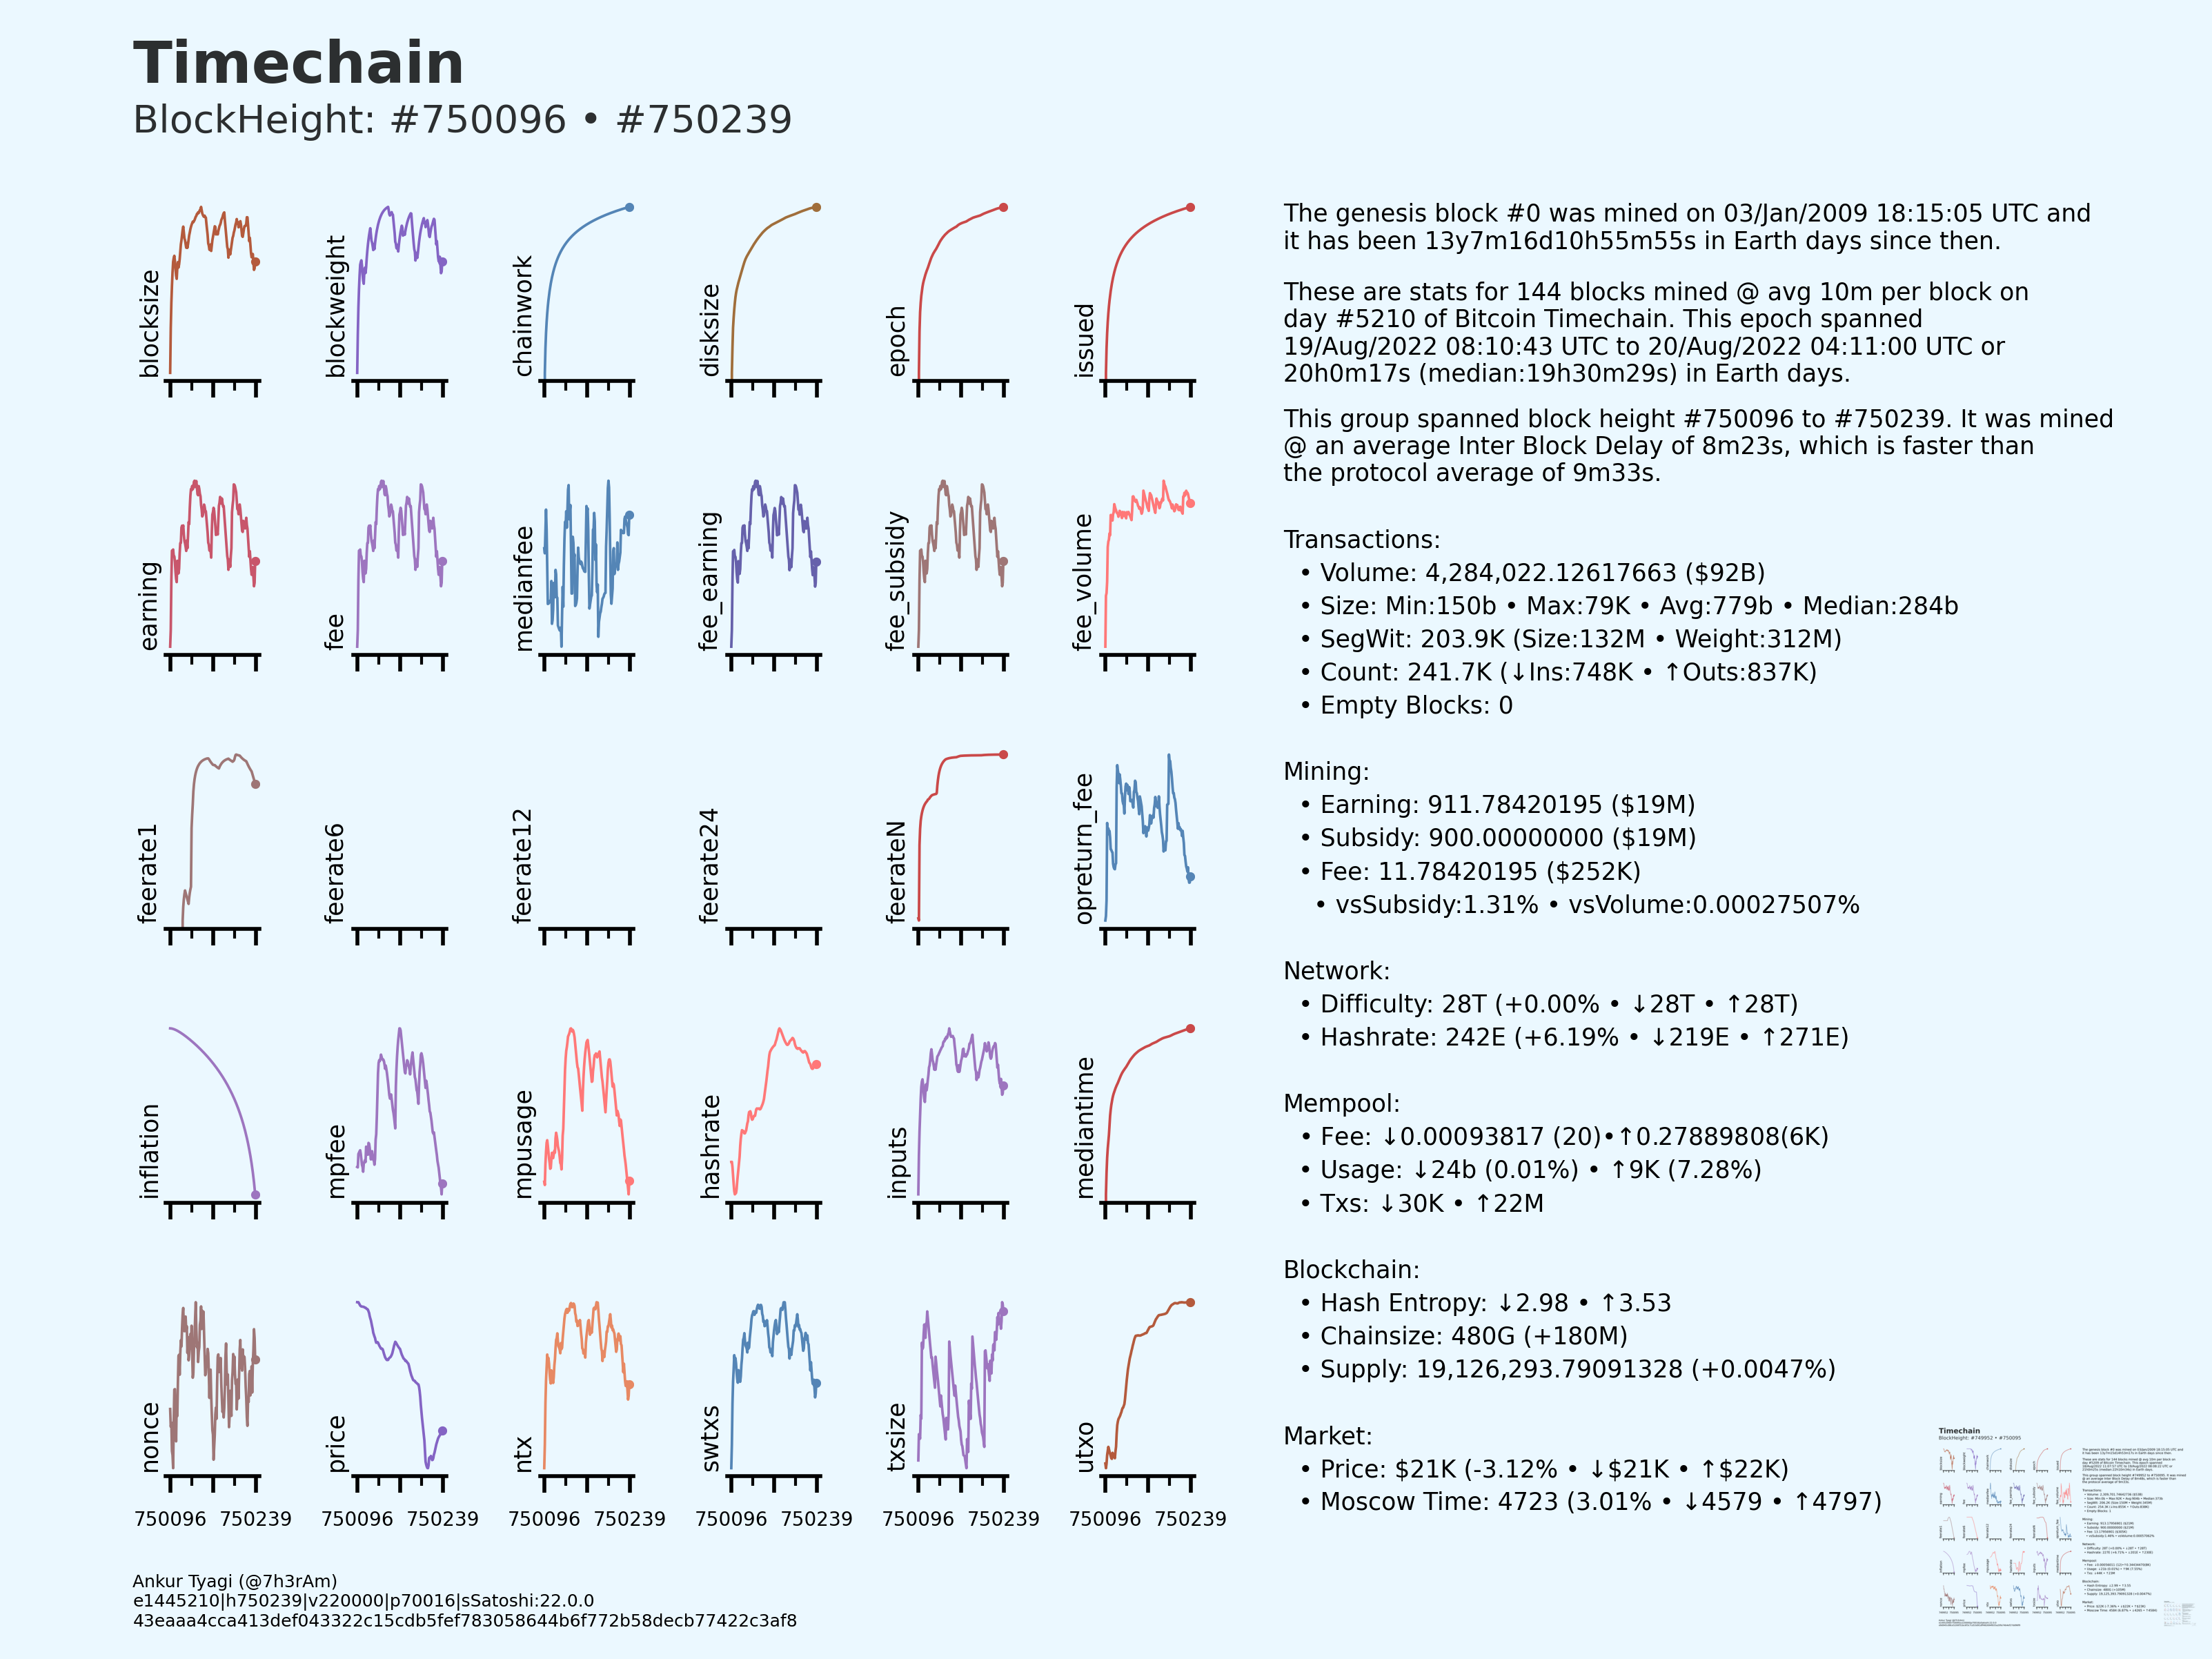 Timechain
BlockHeight: #750096 • #750239
blocksize
blockweight
chainwork
disksize
epoch
issued
earning
fee
medianfee
fee_earning
fee_subsidy
fee_volume
feerate1
feerate6
feerate12
feerate24
feerateN
opreturn_fee
inflation
mpfee
mpusage
hashrate
inputs
mediantime
nonce
price
ntx
swtxs
txsize
utxo
750096 750239
750096 750239
750096 750239
750096 750239
750096 750239
750096 750239
The genesis block #0 was mined on 03/Jan/2009 18:15:05 UTC and
it has been 13y7m16d10h55m55s in Earth days since then.
These are stats for 144 blocks mined @ avg 10m per block on
day #5210 of Bitcoin Timechain. This epoch spanned
19/Aug/2022 08:10:43 UTC to 20/Aug/2022 04:11:00 UTC or
20h0m17s (median:19h30m29s) in Earth days.
This group spanned block height #750096 to #750239. It was mined
@ an average Inter Block Delay of 8m23s, which is faster than
the protocol average of 9m33s.
Transactions:
• Volume: 4,284,022.12617663 ($92B)
• Size: Min:150b • Max:79K • Avg:779b • Median:284b
• SegWit: 203.9K (Size:132M • Weight:312M)
• Count: 241.7K (↓Ins:748K • ↑Outs:837K)
• Empty Blocks: 0
Mining:
• Earning: 911.78420195 ($19M)
• Subsidy: 900.00000000 ($19M)
• Fee: 11.78420195 ($252K)
• vsSubsidy:1.31% • vsVolume:0.00027507%
Network:
• Difficulty: 28T (+0.00% • ↓28T • ↑28T)
• Hashrate: 242E (+6.19% • ↓219E • ↑271E)
Mempool:
• Fee: ↓0.00093817 (20)•↑0.27889808(6K)
• Usage: ↓24b (0.01%) • ↑9K (7.28%)
• Txs: ↓30K • ↑22M
Blockchain:
• Hash Entropy: ↓2.98 • ↑3.53
• Chainsize: 480G (+180M)
• Supply: 19,126,293.79091328 (+0.0047%)
Market:
• Price: $21K (-3.12% • ↓$21K • ↑$22K)
• Moscow Time: 4723 (3.01% • ↓4579 • ↑4797)
Ankur Tyagi (@7h3rAm)
e1445210|h750239|v220000|p70016|sSatoshi:22.0.0
43eaaa4cca413def043322c15cdb5fef783058644b6f772b58decb77422c3af8
Timechain
BlockHeight: #749952 • #750095